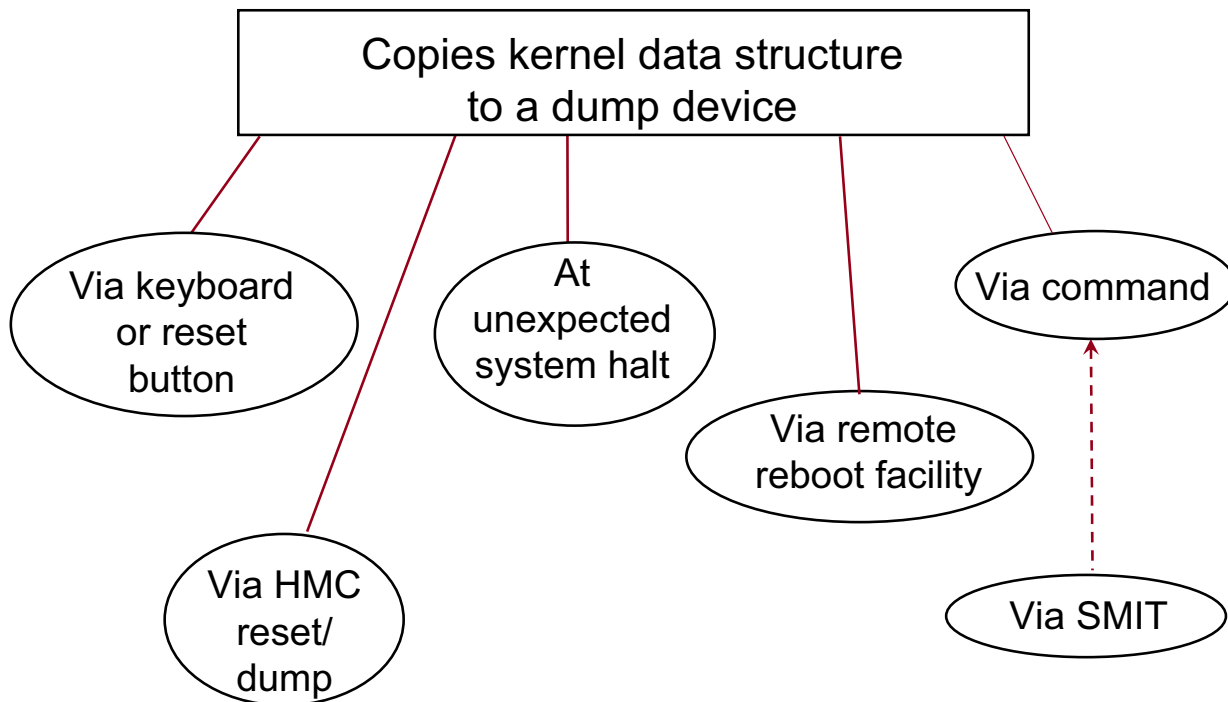 Copies kernel data structure
to a dump device
Via keyboard
or reset
button
At
unexpected
system halt
Via command
Via remote
reboot facility
Via HMC
reset/
dump
Via SMIT